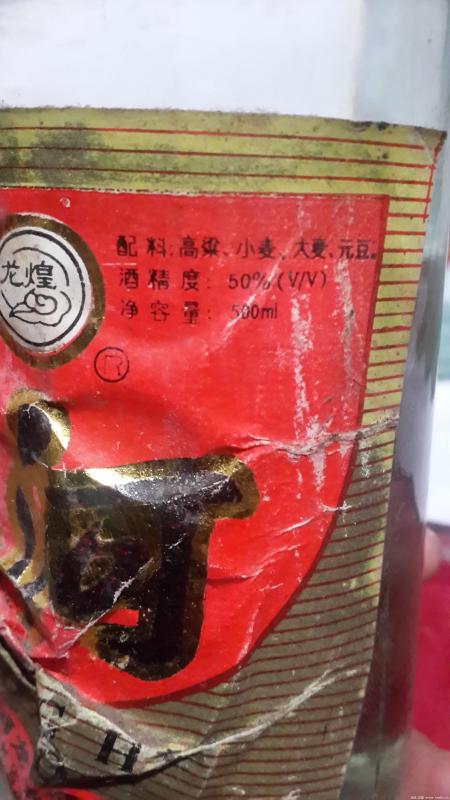 龙煌
配料:高粱、小麦、大麦、元豆。
酒精度: 50%(V/V)
净容量: 500ml
R
H